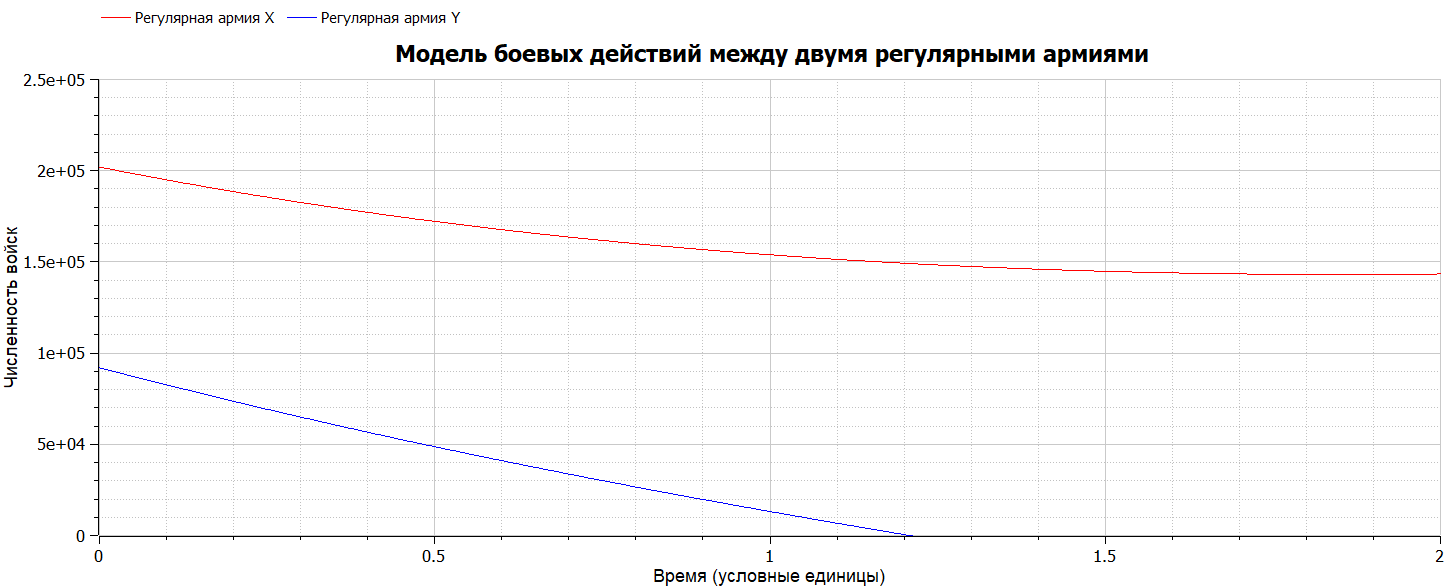 Регулярная армия X Регулярная армия Y
Модель боевых действий между двумя регулярными армиями
2.5e+05
2e+05
1.5e+05
1e+05
5e+04
0
Численность войск
0 0.5 1 1.5 2
Время (условные единицы)